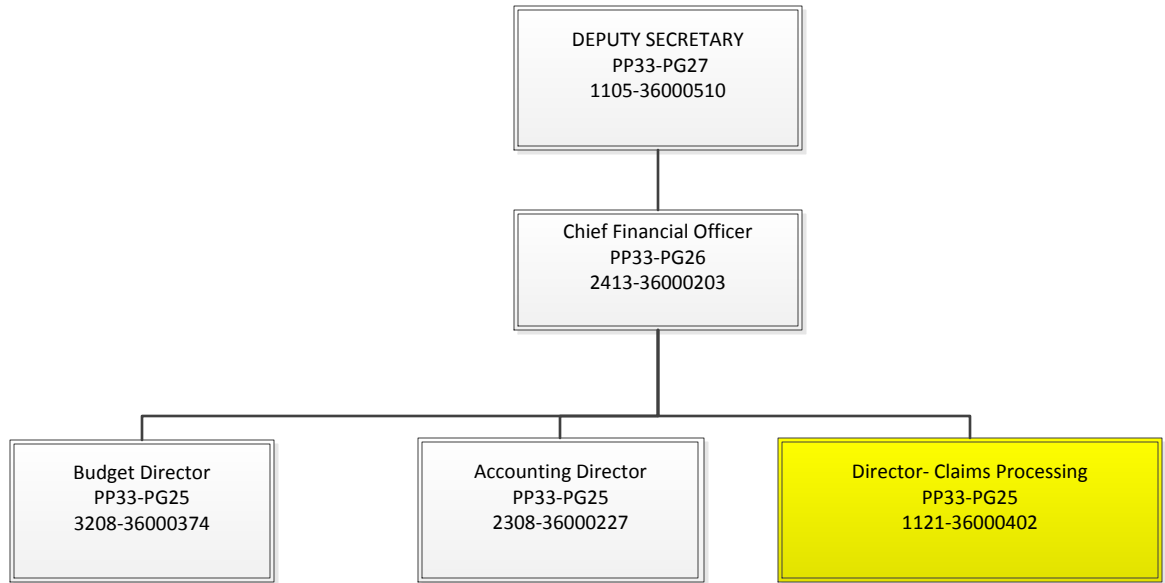 DEPUTY SECRETARY
PP33-PG27
1105-36000510
Chief Financial Officer
PP33-PG26
2413-36000203
Budget Director
PP33-PG25
3208-36000374
Accounting Director
PP33-PG25
2308-36000227
Director- Claims Processing
PP33-PG25
1121-36000402